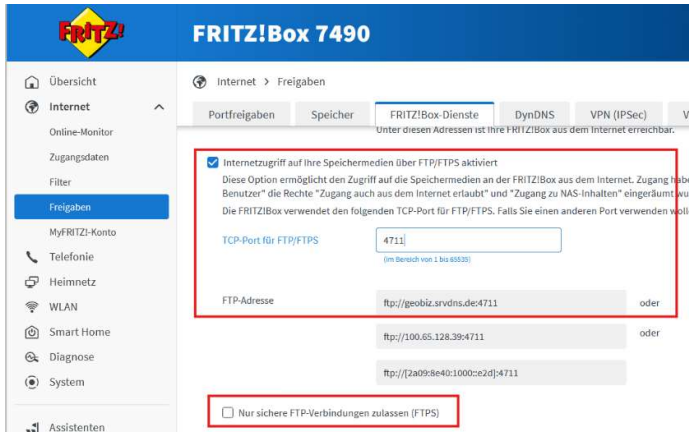 FRITZ!
FRITZ!Box 7490
Übersicht
Internet
Online-Monitor
Zugangsdaten
Filter
Freigaben
MyFRITZ!-Konto
Telefonie
Heimnetz
WLAN
Smart Home
Diagnose
System
Assistenten
Internet > Freigaben
Portfreigaben Speicher FRITZ!Box-Dienste DynDNS VPN (IPSec) V
Unter diesen Adressen ist Ihre FRITZ!Box aus dem Internet erreichbar.
Internetzugriff auf Ihre Speichermedien über FTP/FTPS aktiviert
Diese Option ermöglicht den Zugriff auf die Speichermedien an der FRITZ!Box aus dem Internet. Zugang habe
Benutzer" die Rechte "Zugang auch aus dem Internet erlaubt" und "Zugang zu NAS-Inhalten" eingeräumt wu
Die FRITZ!Box verwendet den folgenden TCP-Port für FTP/FTPS. Falls Sie einen anderen Port verwenden wolle
TCP-Port für FTP/FTPS 4711
(im Bereich von 1 bis 65535)
FTP-Adresse ftp://geobiz.srvdns.de:4711 oder
ftp://100.65.128.39:4711 oder
ftp://[2a09:8e40:1000::e2d]:4711
Nur sichere FTP-Verbindungen zulassen (FTPS)